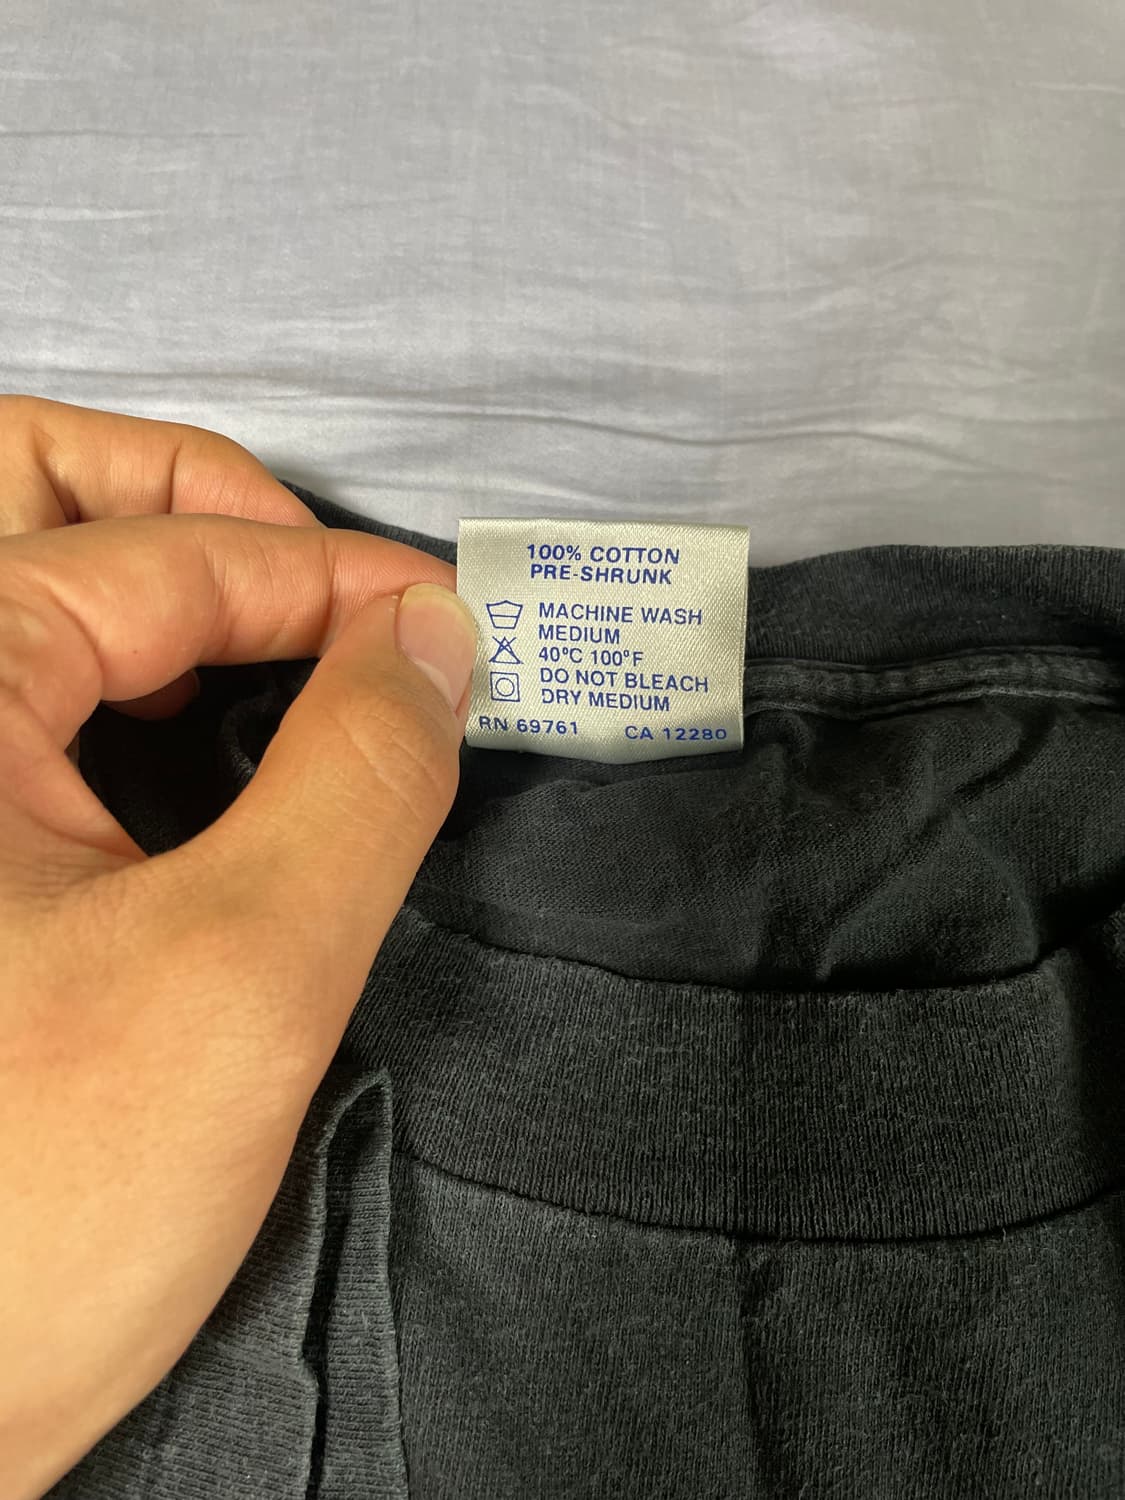 100% COTTON
PRE-SHRUNK
MACHINE WASH
MEDIUM
40°C 100°F
DO NOT BLEACH
DRY MEDIUM
RN 69761 CA 12280